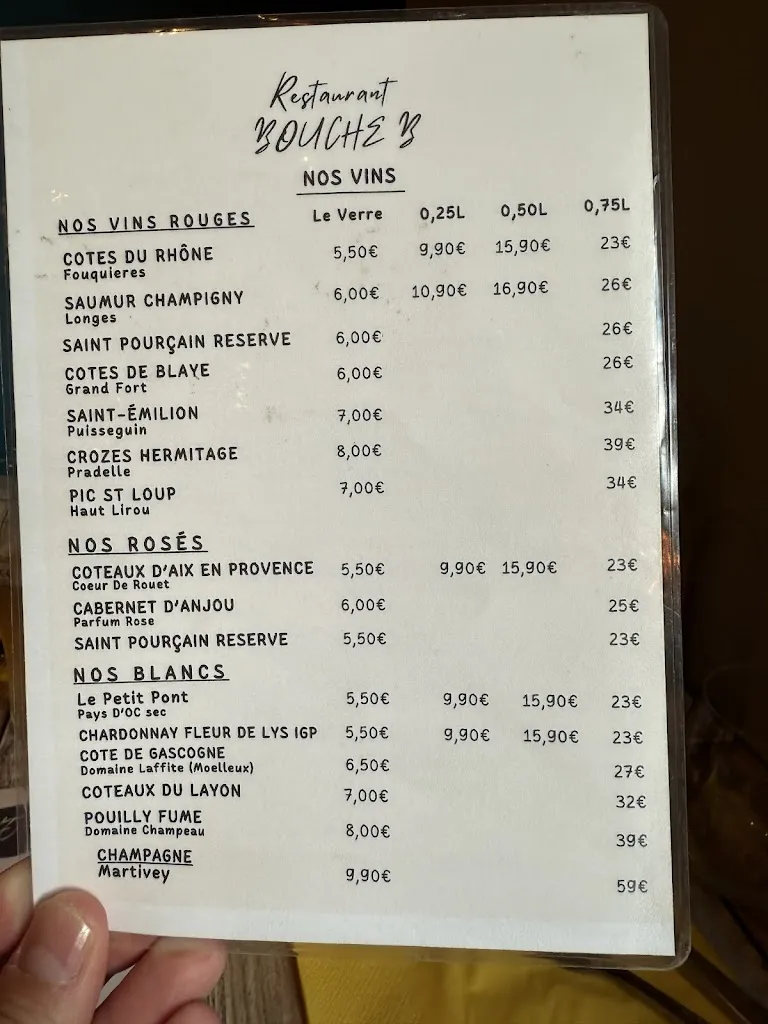 Restaurant
BOUCHE B
NOS VINS
NOS VINS ROUGES Le Verre 0,25L 0,50L 0,75L
COTES DU RHÔNE 5,50€ 9,90€ 15,90€ 23€
Fouquieres
SAUMUR CHAMPIGNY 6,00€ 10,90€ 16,90€ 26€
Longes
SAINT POURÇAIN RESERVE 6,00€ 26€
COTES DE BLAYE 6,00€ 26€
Grand Fort
SAINT-ÉMILION 7,00€ 34€
Puisseguin
CROZES HERMITAGE 8,00€ 39€
Pradelle
PIC ST LOUP 7,00€ 34€
Haut Lirou
NOS ROSÉS
COTEAUX D'AIX EN PROVENCE 5,50€ 9,90€ 15,90€ 23€
Coeur De Rouet
CABERNET D'ANJOU 6,00€ 25€
Parfum Rose
SAINT POURÇAIN RESERVE 5,50€ 23€
NOS BLANCS
Le Petit Pont 5,50€ 9,90€ 15,90€ 23€
Pays D'OC sec
CHARDONNAY FLEUR DE LYS IGP 5,50€ 9,90€ 15,90€ 23€
COTE DE GASCOGNE 6,50€ 27€
Domaine Laffite (Moelleux)
COTEAUX DU LAYON 7,00€ 32€
POUILLY FUME 8,00€ 39€
Domaine Champeau
CHAMPAGNE
Martivey 9,90€ 59€